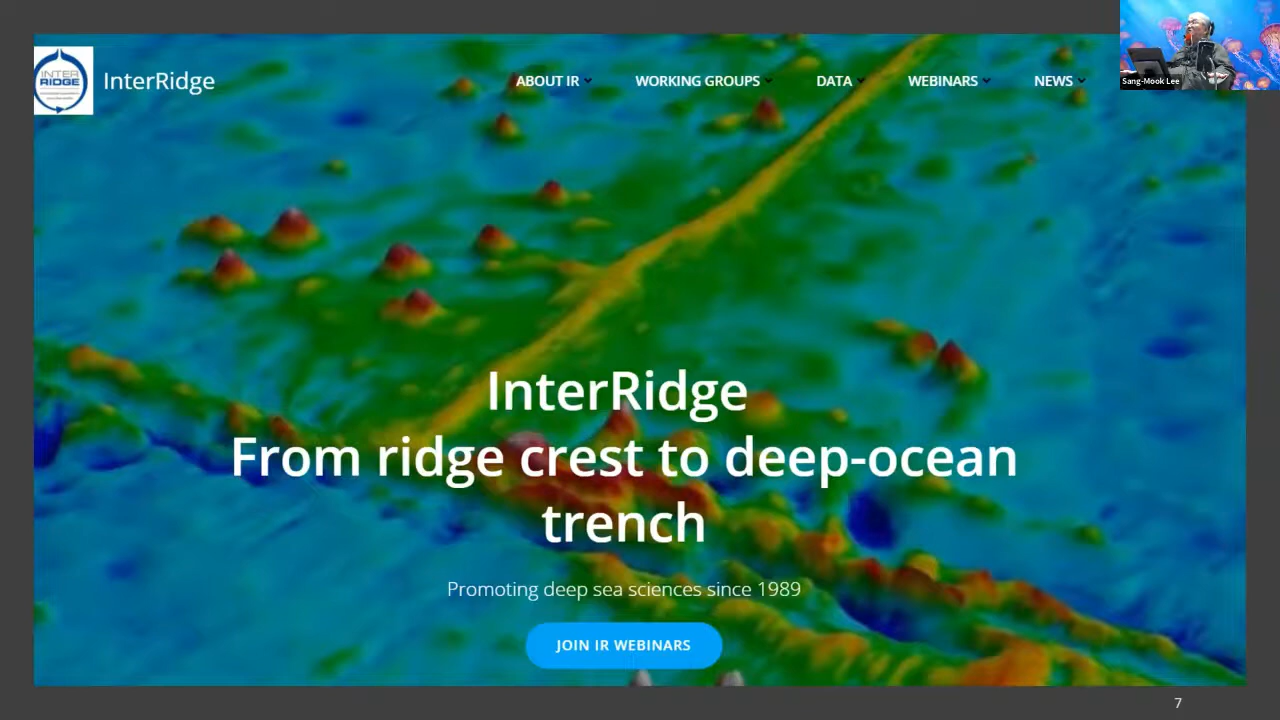 INTER
RIDGE
InterRidge
ABOUT IR
WORKING GROUPS
DATA
WEBINARS
NEWS
Sang-Mook Lee
InterRidge
From ridge crest to deep-ocean
trench
Promoting deep sea sciences since 1989
JOIN IR WEBINARS
7